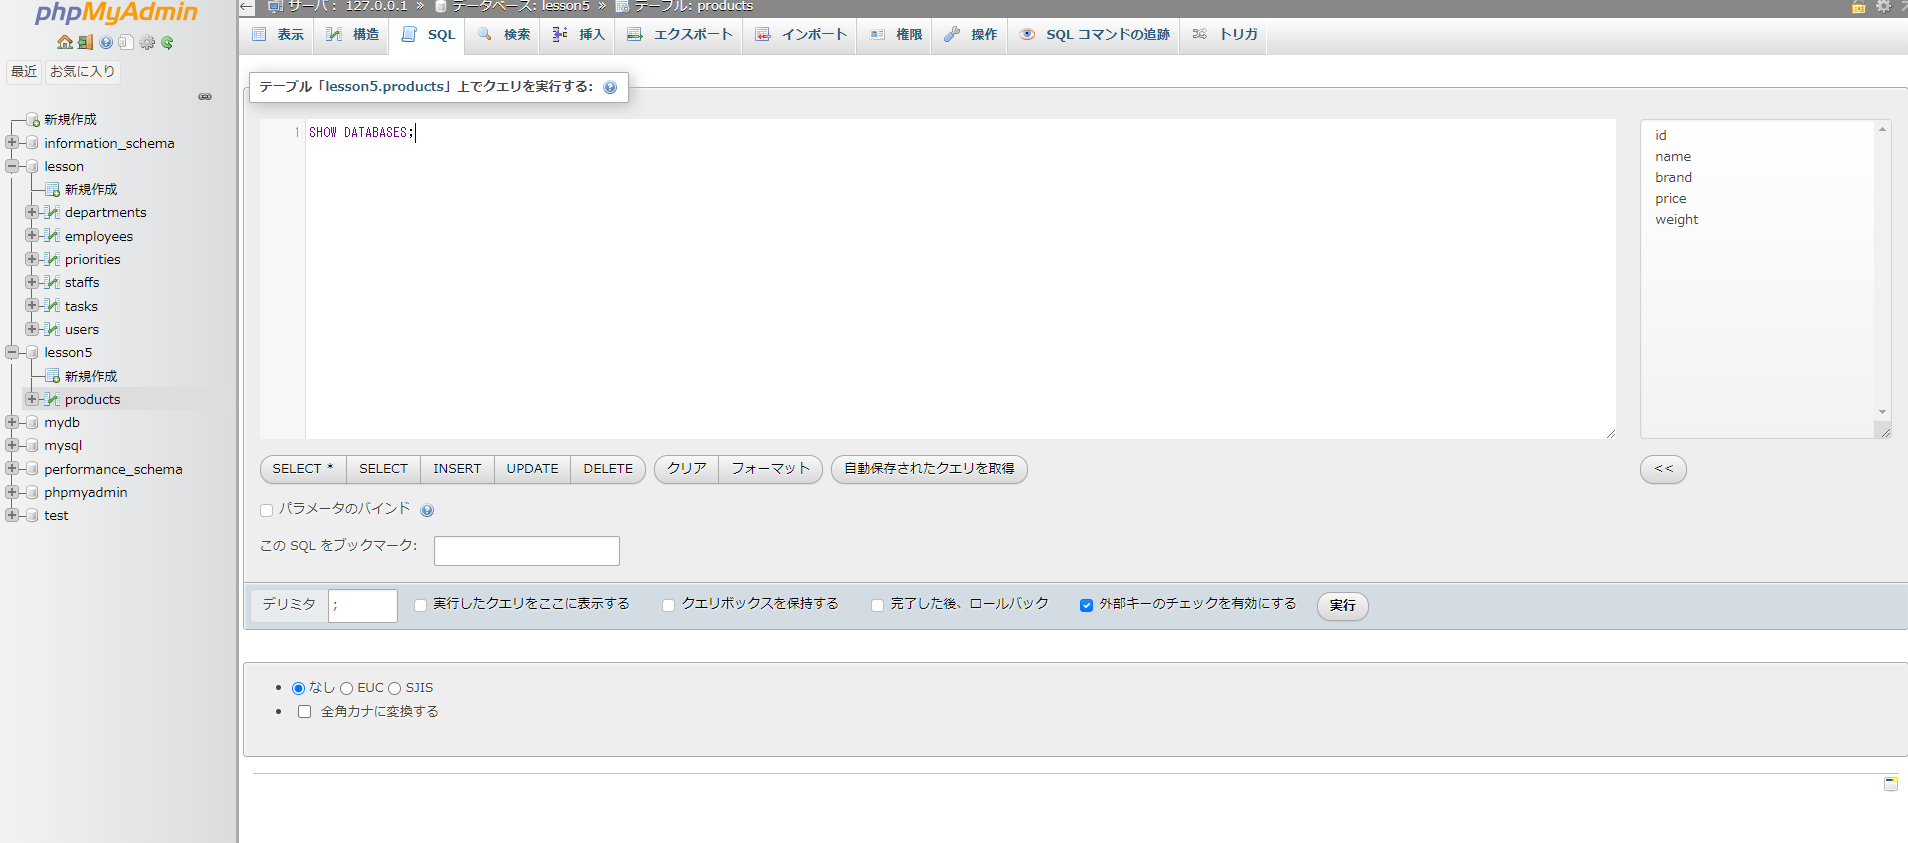 phpMyAdmin
最近 お気に入り
新規作成
information_schema
lesson
新規作成
departments
employees
priorities
staffs
tasks
users
lesson5
新規作成
products
mydb
mysql
performance_schema
phpmyadmin
test
サーバ: 127.0.0.1 » データベース: lesson5 » テーブル: products
表示 構造 SQL 検索 挿入 エクスポート インポート 権限 操作 SQL コマンドの追跡 トリガ
テーブル「lesson5.products」上でクエリを実行する:
1 SHOW DATABASES;
id
name
brand
price
weight
SELECT * SELECT INSERT UPDATE DELETE クリア フォーマット 自動保存されたクエリを取得 <<
パラメータのバインド
この SQL をブックマーク:
デリミタ ; 実行したクエリをここに表示する クエリボックスを保持する 完了した後、ロールバック 外部キーのチェックを有効にする 実行
なし EUC SJIS
全角カナに変換する